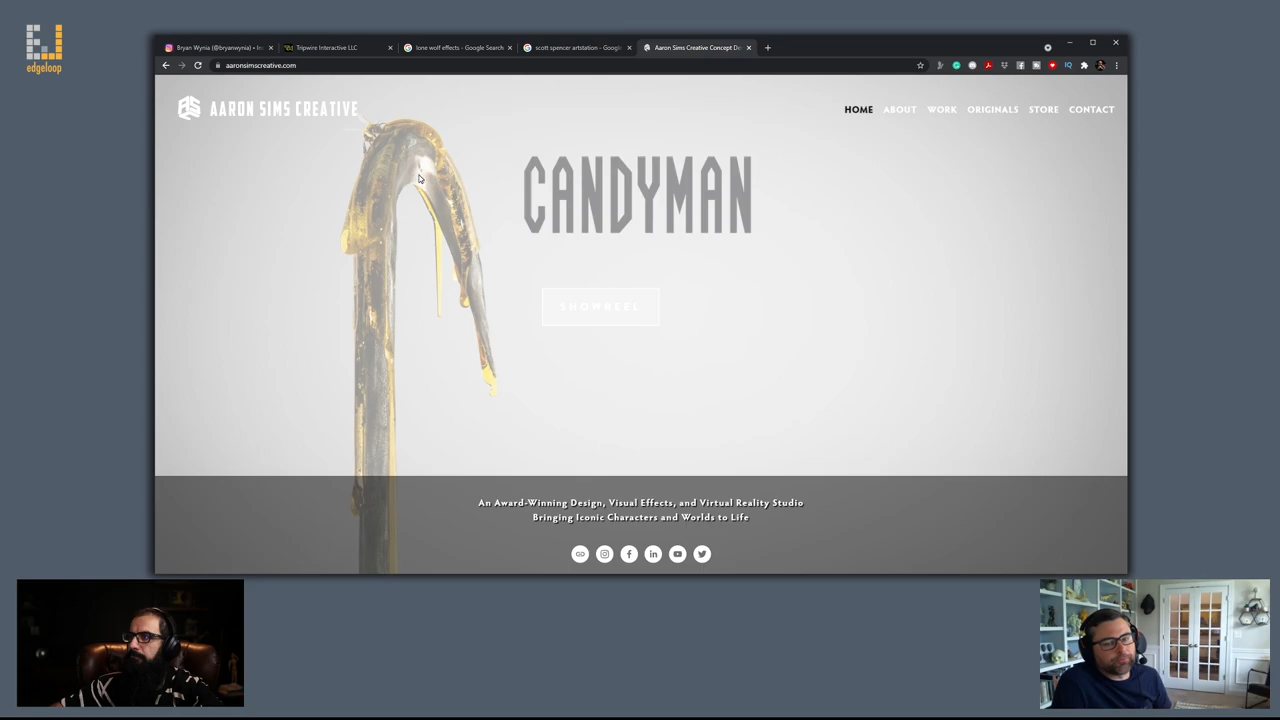 edgeloop
Bryan Wynia (@bryanwynia) • In
Tripwire Interactive LLC
lone wolf effects - Google Search
scott spencer artstation - Google
Aaron Sims Creative Concept De
aaronsimscreative.com
AARON SIMS CREATIVE
HOME ABOUT WORK ORIGINALS STORE CONTACT
CANDYMAN
SHOWREEL
An Award-Winning Design, Visual Effects, and Virtual Reality Studio
Bringing Iconic Characters and Worlds to Life